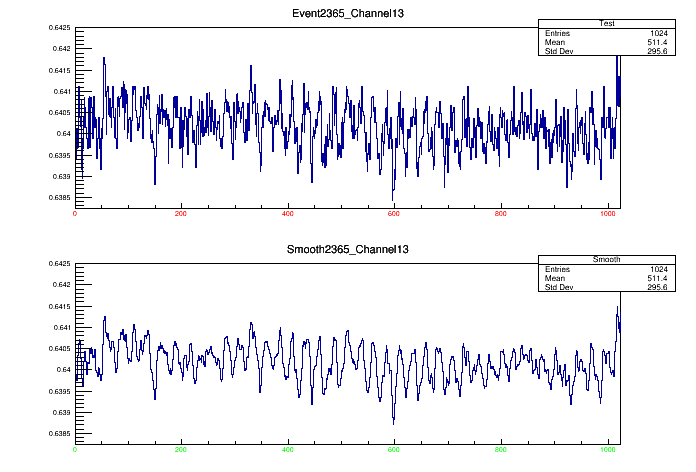 Event2365_Channel13
Test
Entries 1024
Mean 511.4
Std Dev 295.6
0.6425
0.642
0.6415
0.641
0.6405
0.64
0.6395
0.639
0.6385
0 200 400 600 800 1000
Smooth2365_Channel13
Smooth
Entries 1024
Mean 511.4
Std Dev 295.6
0.6425
0.642
0.6415
0.641
0.6405
0.64
0.6395
0.639
0.6385
0 200 400 600 800 1000